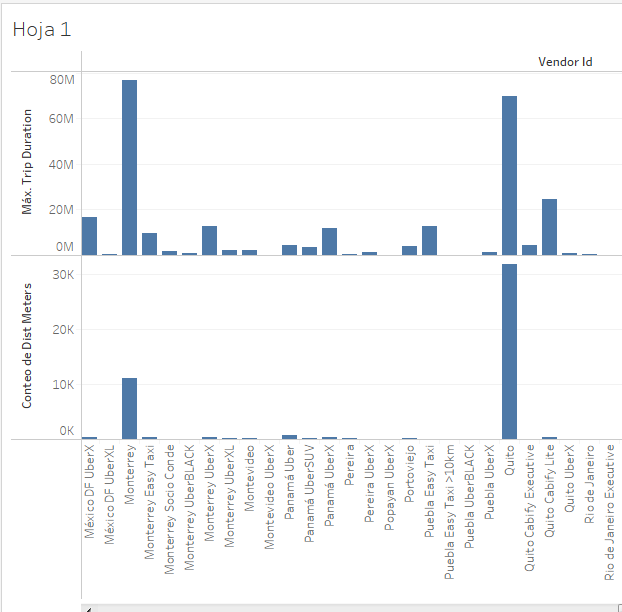 Hoja 1
Vendor Id
Máx. Trip Duration
80M
60M
40M
20M
0M
Conteo de Dist Meters
30K
20K
10K
0K
México DF UberX
México DF UberXL
Monterrey
Monterrey Easy Taxi
Monterrey Socio Conde
Monterrey UberBLACK
Monterrey UberX
Monterrey UberXL
Montevideo
Montevideo UberX
Panamá Uber
Panamá UberSUV
Panamá UberX
Pereira
Pereira UberX
Popayan UberX
Portoviejo
Puebla Easy Taxi
Puebla Easy Taxi >10km
Puebla UberBLACK
Puebla UberX
Quito
Quito Cabify Executive
Quito Cabify Lite
Quito UberX
Rio de Janeiro
Rio de Janeiro Executive